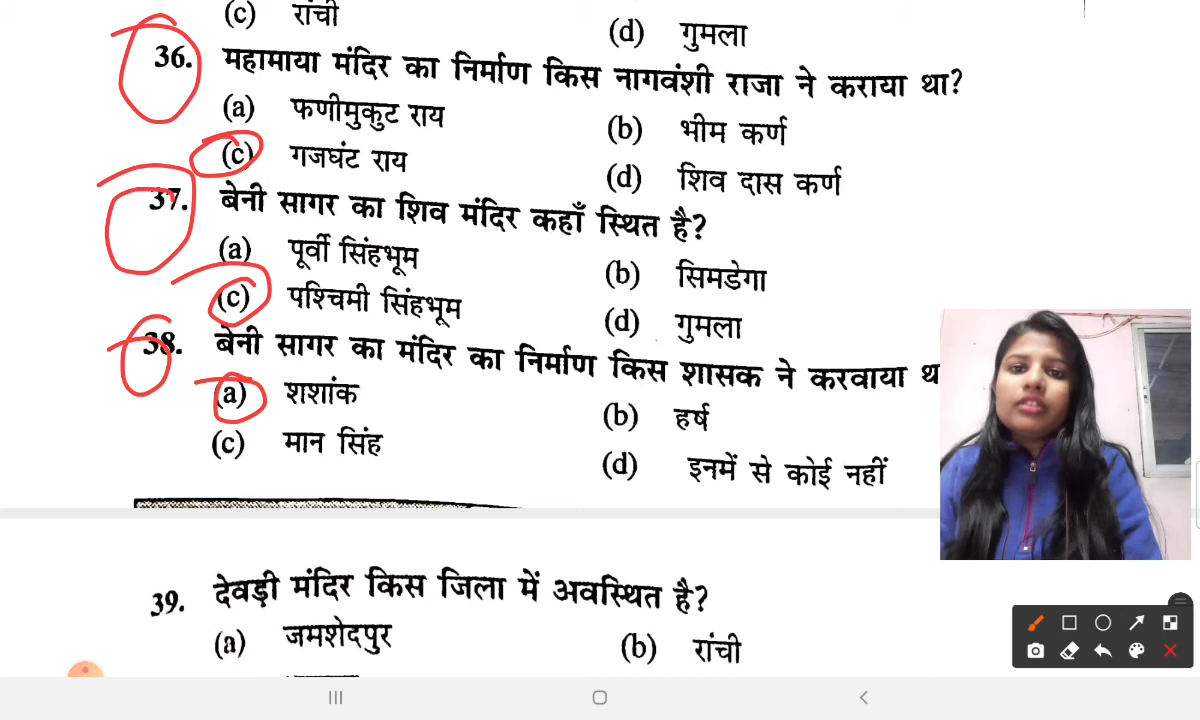 (c) रांची (d) गुमला
36. महामाया मंदिर का निर्माण किस नागवंशी राजा ने कराया था?
(a) फणीमुकुट राय (b) भीम कर्ण
(c) गजघंट राय (d) शिव दास कर्ण
37. बेनी सागर का शिव मंदिर कहाँ स्थित है?
(a) पूर्वी सिंहभूम (b) सिमडेगा
(c) पश्चिमी सिंहभूम (d) गुमला
38. बेनी सागर का मंदिर का निर्माण किस शासक ने करवाया थ
(a) शशांक (b) हर्ष
(c) मान सिंह (d) इनमें से कोई नहीं
39. देवड़ी मंदिर किस जिला में अवस्थित है?
(a) जमशेदपुर (b) रांची